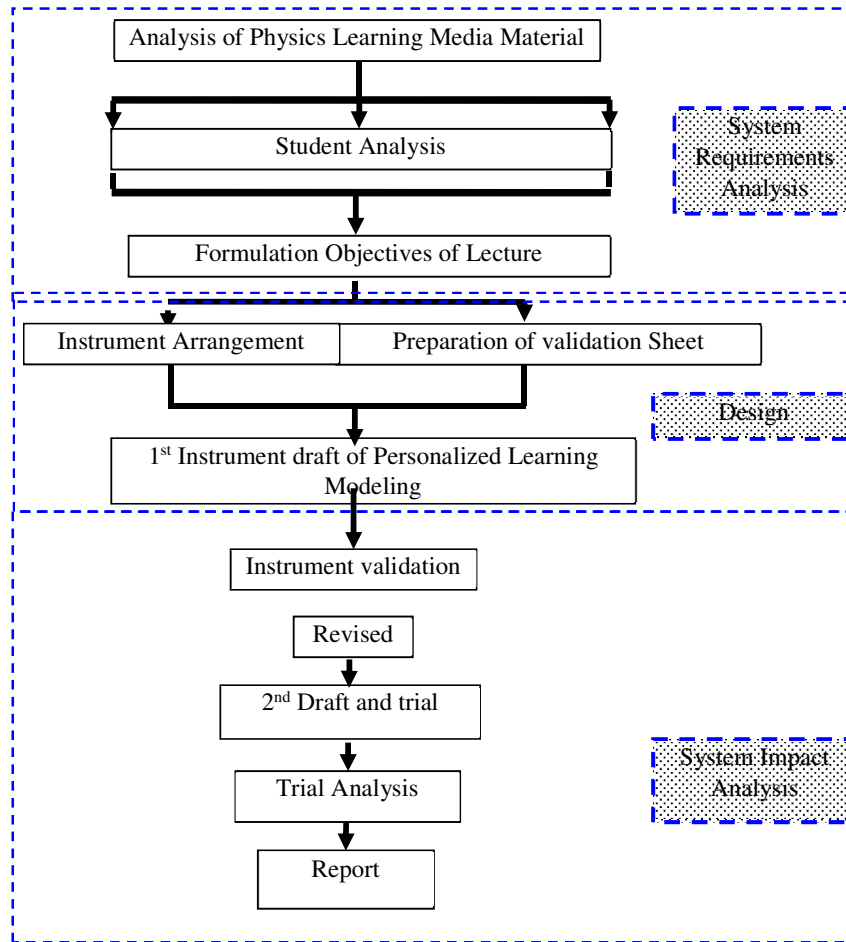 Analysis of Physics Learning Media Material
Student Analysis
System
Requirements
Analysis
Formulation Objectives of Lecture
Instrument Arrangement
Preparation of validation Sheet
Design
1st Instrument draft of Personalized Learning
Modeling
Instrument validation
Revised
2nd Draft and trial
System Impact
Analysis
Trial Analysis
Report